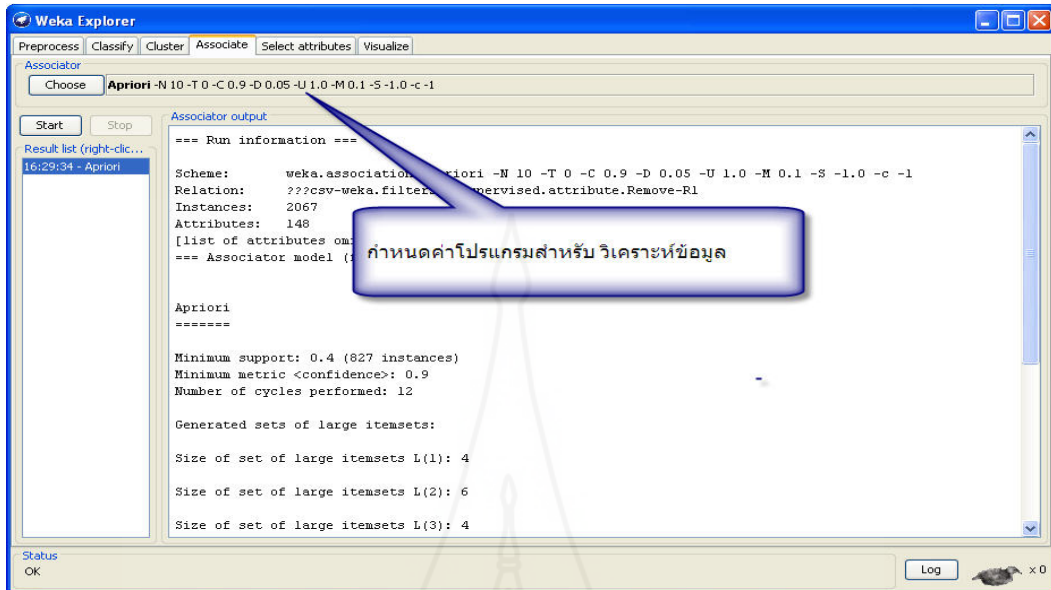 Weka Explorer
Preprocess Classify Cluster Associate Select attributes Visualize
Associator
Choose Apriori -N 10 -T 0 -C 0.9 -D 0.05 -U 1.0 -M 0.1 -S -1.0 -c -1
Start Stop
Result list (right-clic...
16:29:34 - Apriori
Associator output
=== Run information ===
Scheme: weka.association riori -N 10 -T 0 -C 0.9 -D 0.05 -U 1.0 -M 0.1 -S -1.0 -c -1
Relation: ???csv-weka.filters pervised.attribute.Remove-R1
Instances: 2067
Attributes: 148
[list of attributes om
=== Associator model (
กำหนดค่าโปรแกรมสำหรับ วิเคราะห์ข้อมูล
Apriori
=======
Minimum support: 0.4 (827 instances)
Minimum metric <confidence>: 0.9
Number of cycles performed: 12
Generated sets of large itemsets:
Size of set of large itemsets L(1): 4
Size of set of large itemsets L(2): 6
Size of set of large itemsets L(3): 4
Status
OK
Log x 0